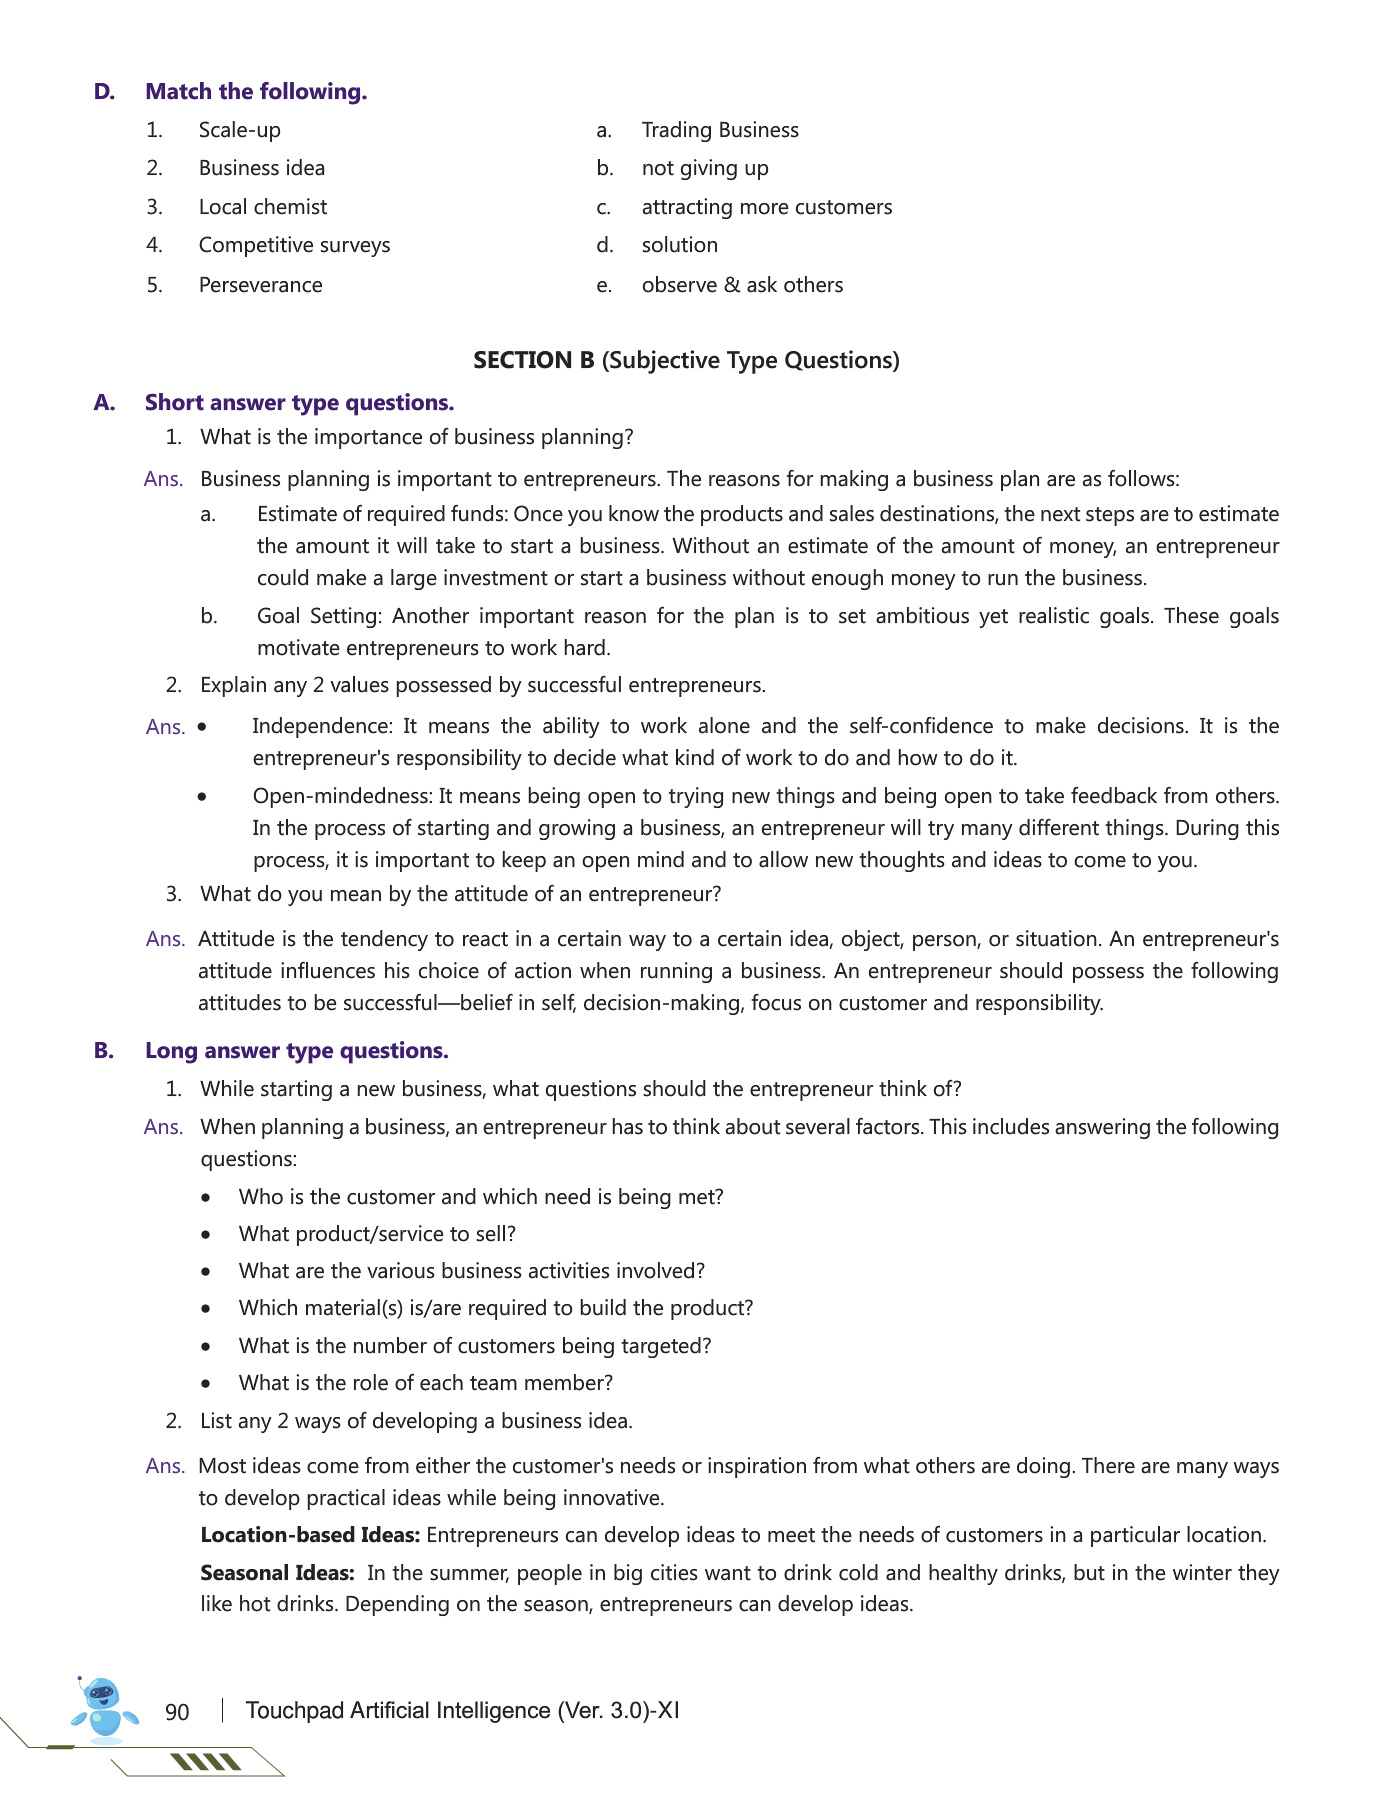 D. Match the following.
1. Scale-up a. Trading Business
2. Business idea b. not giving up
3. Local chemist c. attracting more customers
4. Competitive surveys d. solution
5. Perseverance e. observe & ask others
SECTION B (Subjective Type Questions)
A. Short answer type questions.
1. What is the importance of business planning?
Ans. Business planning is important to entrepreneurs. The reasons for making a business plan are as follows:
a. Estimate of required funds: Once you know the products and sales destinations, the next steps are to estimate
the amount it will take to start a business. Without an estimate of the amount of money, an entrepreneur
could make a large investment or start a business without enough money to run the business.
b. Goal Setting: Another important reason for the plan is to set ambitious yet realistic goals. These goals
motivate entrepreneurs to work hard.
2. Explain any 2 values possessed by successful entrepreneurs.
Ans. • Independence: It means the ability to work alone and the self-confidence to make decisions. It is the
entrepreneur's responsibility to decide what kind of work to do and how to do it.
• Open-mindedness: It means being open to trying new things and being open to take feedback from others.
In the process of starting and growing a business, an entrepreneur will try many different things. During this
process, it is important to keep an open mind and to allow new thoughts and ideas to come to you.
3. What do you mean by the attitude of an entrepreneur?
Ans. Attitude is the tendency to react in a certain way to a certain idea, object, person, or situation. An entrepreneur's
attitude influences his choice of action when running a business. An entrepreneur should possess the following
attitudes to be successful—belief in self, decision-making, focus on customer and responsibility.
B. Long answer type questions.
1. While starting a new business, what questions should the entrepreneur think of?
Ans. When planning a business, an entrepreneur has to think about several factors. This includes answering the following
questions:
• Who is the customer and which need is being met?
• What product/service to sell?
• What are the various business activities involved?
• Which material(s) is/are required to build the product?
• What is the number of customers being targeted?
• What is the role of each team member?
2. List any 2 ways of developing a business idea.
Ans. Most ideas come from either the customer's needs or inspiration from what others are doing. There are many ways
to develop practical ideas while being innovative.
Location-based Ideas: Entrepreneurs can develop ideas to meet the needs of customers in a particular location.
Seasonal Ideas: In the summer, people in big cities want to drink cold and healthy drinks, but in the winter they
like hot drinks. Depending on the season, entrepreneurs can develop ideas.
90 Touchpad Artificial Intelligence (Ver. 3.0)-XI